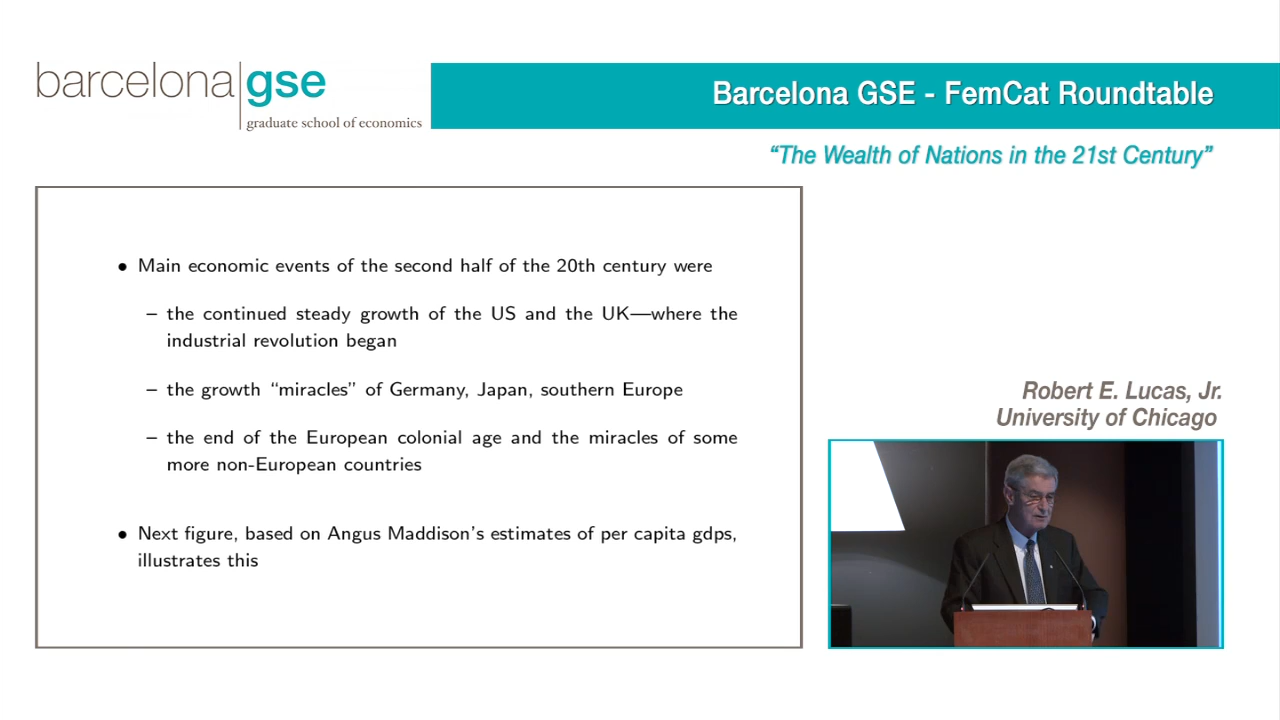 barcelona gse
graduate school of economics
Barcelona GSE - FemCat Roundtable
“The Wealth of Nations in the 21st Century”
• Main economic events of the second half of the 20th century were
– the continued steady growth of the US and the UK—where the
industrial revolution began
– the growth “miracles” of Germany, Japan, southern Europe
– the end of the European colonial age and the miracles of some
more non-European countries
• Next figure, based on Angus Maddison’s estimates of per capita gdps,
illustrates this
Robert E. Lucas, Jr.
University of Chicago